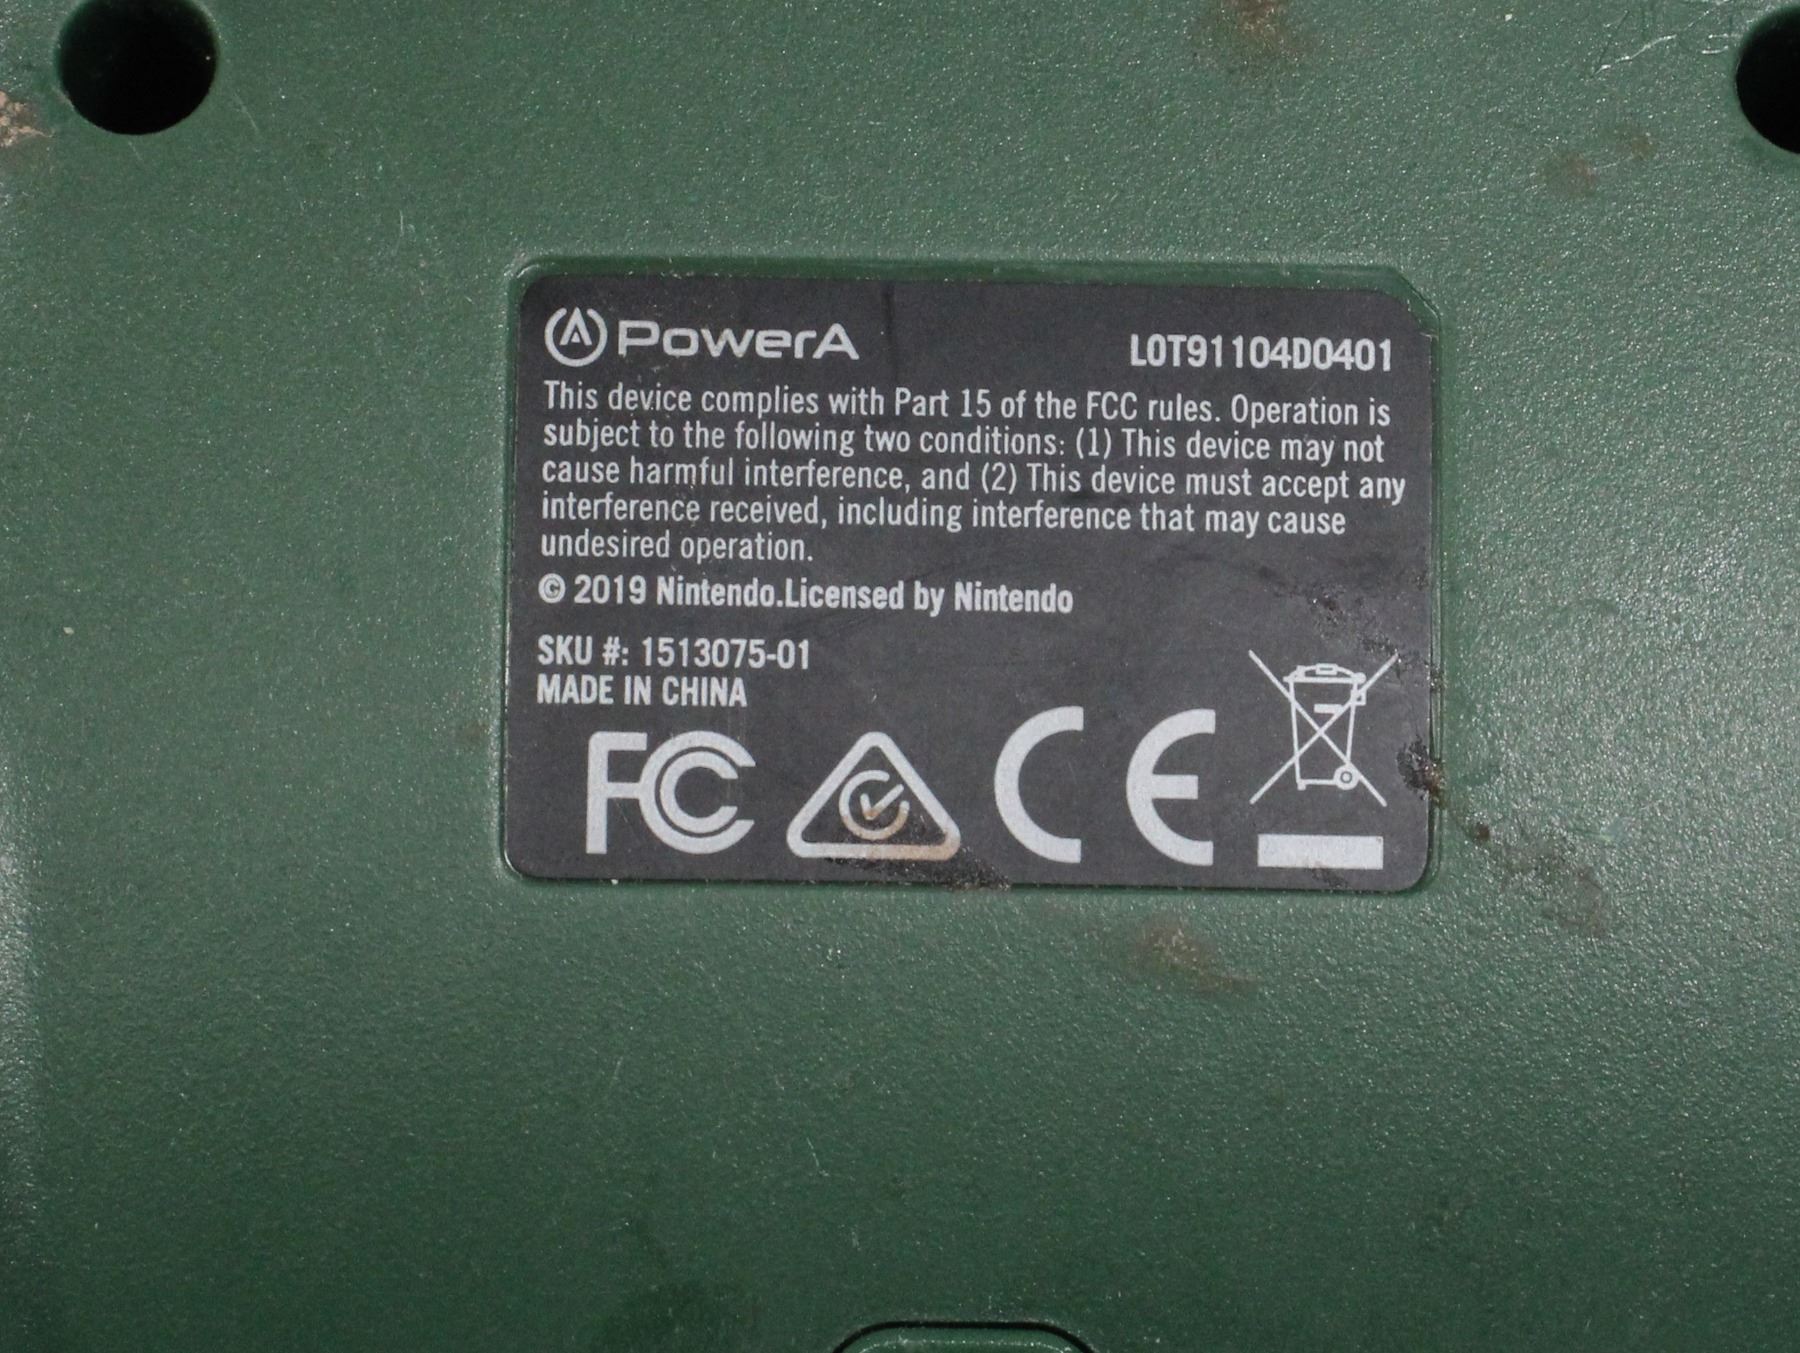 PowerA LOT91104D0401
This device complies with Part 15 of the FCC rules. Operation is
subject to the following two conditions: (1) This device may not
cause harmful interference, and (2) This device must accept any
interference received, including interference that may cause
undesired operation.
© 2019 Nintendo.Licensed by Nintendo
SKU #: 1513075-01
MADE IN CHINA
FC CE